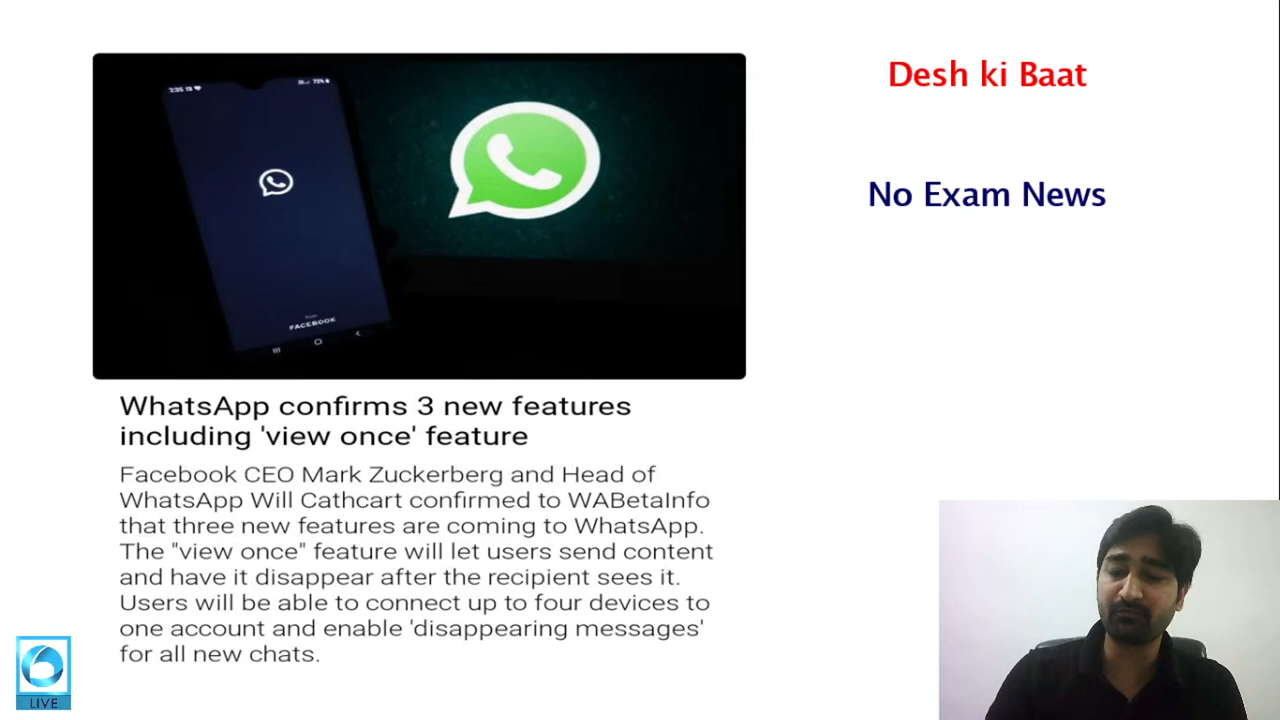 Desh ki Baat
No Exam News
2:35
72%
FACEBOOK
WhatsApp confirms 3 new features
including 'view once' feature
Facebook CEO Mark Zuckerberg and Head of
WhatsApp Will Cathcart confirmed to WABetaInfo
that three new features are coming to WhatsApp.
The "view once" feature will let users send content
and have it disappear after the recipient sees it.
Users will be able to connect up to four devices to
one account and enable 'disappearing messages'
for all new chats.
LIVE